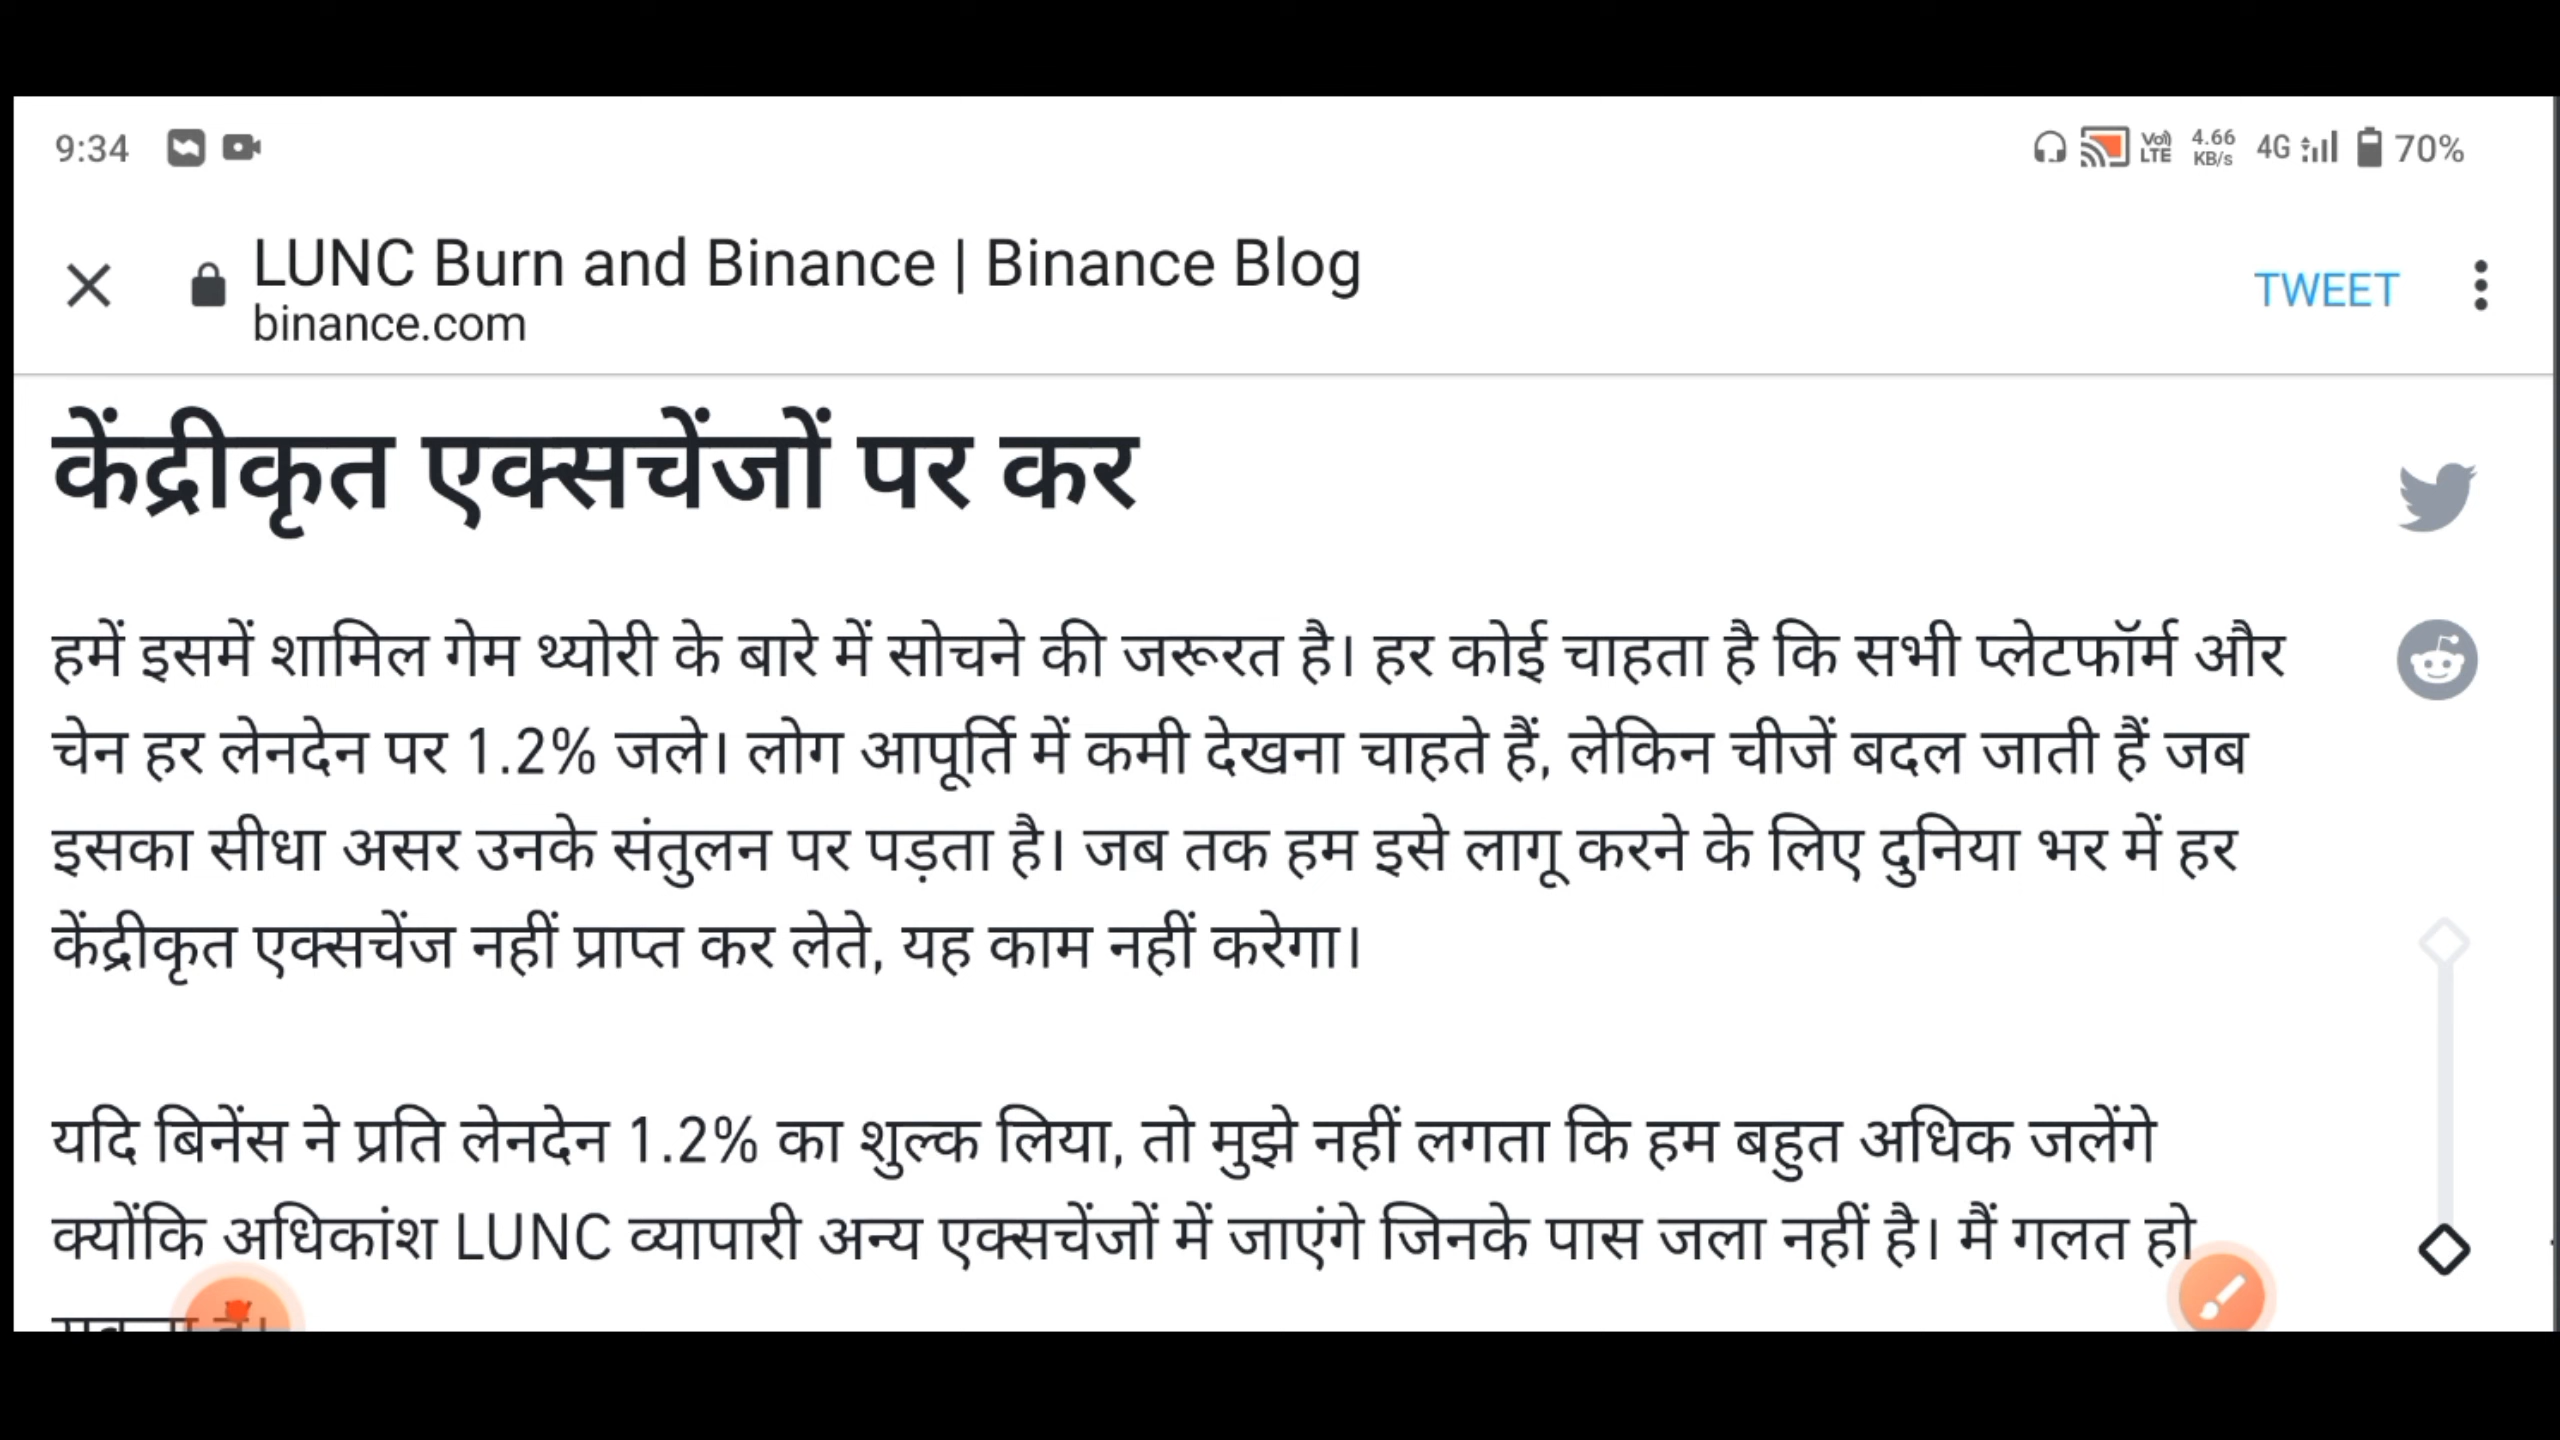 9:34
Vo)) LTE 4.66 KB/s 4G 70%
LUNC Burn and Binance | Binance Blog
binance.com
TWEET
केंद्रीकृत एक्सचेंजों पर कर
हमें इसमें शामिल गेम थ्योरी के बारे में सोचने की जरूरत है। हर कोई चाहता है कि सभी प्लेटफॉर्म और
चेन हर लेनदेन पर 1.2% जले। लोग आपूर्ति में कमी देखना चाहते हैं, लेकिन चीजें बदल जाती हैं जब
इसका सीधा असर उनके संतुलन पर पड़ता है। जब तक हम इसे लागू करने के लिए दुनिया भर में हर
केंद्रीकृत एक्सचेंज नहीं प्राप्त कर लेते, यह काम नहीं करेगा।
यदि बिनेंस ने प्रति लेनदेन 1.2% का शुल्क लिया, तो मुझे नहीं लगता कि हम बहुत अधिक जलेंगे
क्योंकि अधिकांश LUNC व्यापारी अन्य एक्सचेंजों में जाएंगे जिनके पास जला नहीं है। मैं गलत हो